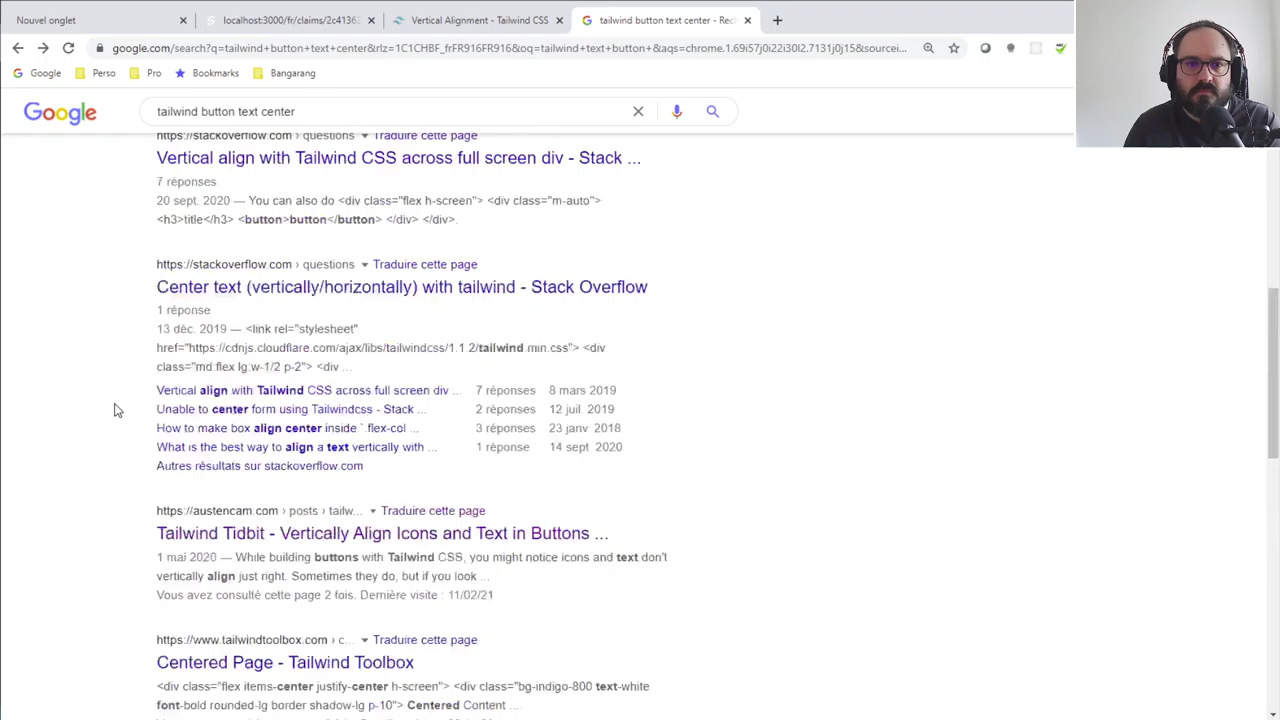 Nouvel onglet
localhost:3000/fr/claims/2c4136
Vertical Alignment - Tailwind CSS
tailwind button text center - Rec
google.com/search?q=tailwind+button+text+center&rlz=1C1CHBF_frFR916FR916&oq=tailwind+text+button+&aqs=chrome.1.69i57j0i22i30l2.7131j0j15&sourcei...
Google
Perso
Pro
Bookmarks
Bangarang
Google
tailwind button text center
https://stackoverflow.com › questions Traduire cette page
Vertical align with Tailwind CSS across full screen div - Stack ...
7 réponses
20 sept. 2020 — You can also do <div class="flex h-screen"> <div class="m-auto">
<h3>title</h3> <button>button</button> </div> </div>.
https://stackoverflow.com › questions Traduire cette page
Center text (vertically/horizontally) with tailwind - Stack Overflow
1 réponse
13 déc. 2019 — <link rel="stylesheet"
href="https://cdnjs.cloudflare.com/ajax/libs/tailwindcss/1.1.2/tailwind.min.css"> <div
class="md:flex lg:w-1/2 p-2"> <div ...
Vertical align with Tailwind CSS across full screen div ... 7 réponses 8 mars 2019
Unable to center form using Tailwindcss - Stack ... 2 réponses 12 juil. 2019
How to make box align center inside `.flex-col ... 3 réponses 23 janv. 2018
What is the best way to align a text vertically with ... 1 réponse 14 sept. 2020
Autres résultats sur stackoverflow.com
https://austencam.com › posts › tailw... Traduire cette page
Tailwind Tidbit - Vertically Align Icons and Text in Buttons ...
1 mai 2020 — While building buttons with Tailwind CSS, you might notice icons and text don't
vertically align just right. Sometimes they do, but if you look ...
Vous avez consulté cette page 2 fois. Dernière visite : 11/02/21
https://www.tailwindtoolbox.com › c... Traduire cette page
Centered Page - Tailwind Toolbox
<div class="flex items-center justify-center h-screen"> <div class="bg-indigo-800 text-white
font-bold rounded-lg border shadow-lg p-10"> Centered Content ...